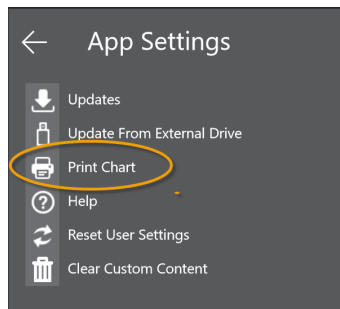 App Settings
Updates
Update From External Drive
Print Chart
Help
Reset User Settings
Clear Custom Content